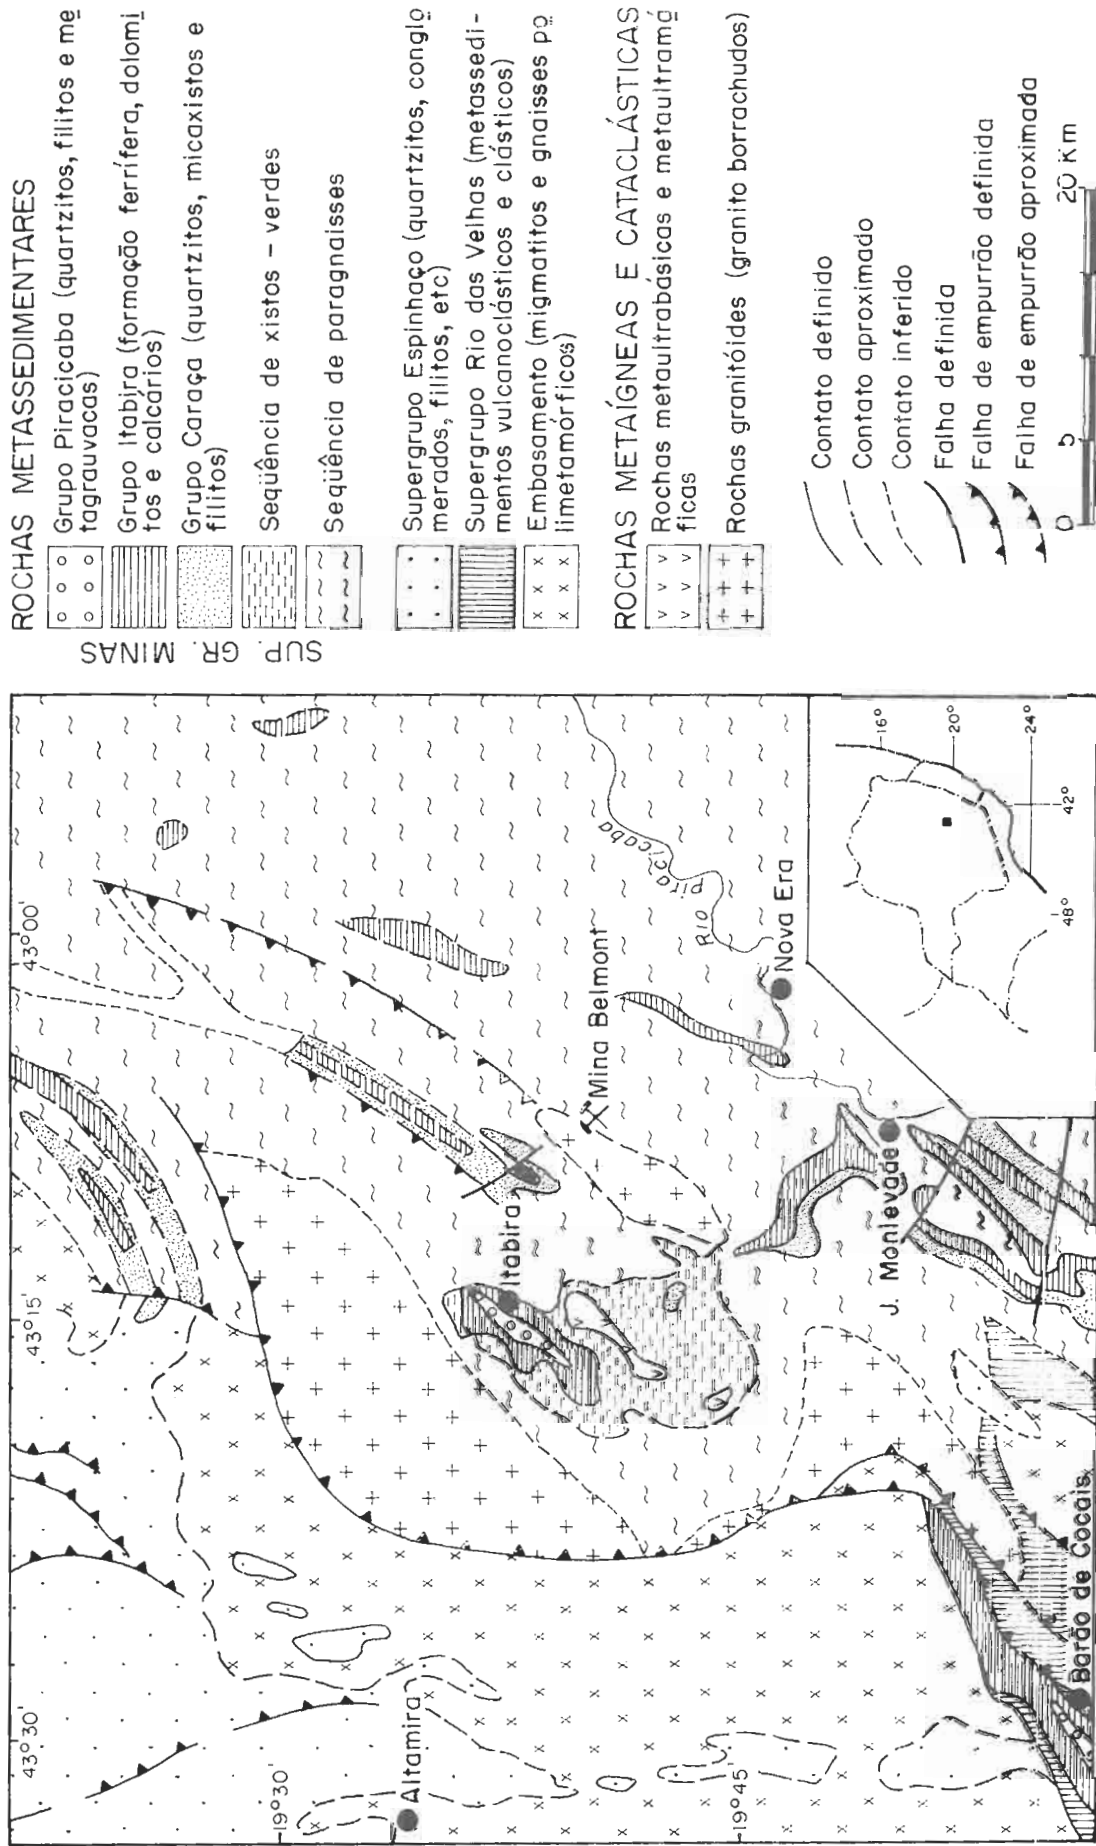 43°30'
43°15'
43°00'
19°30'
19°45'
Altamira
Itabira
Mina Belmont
Nova Era
RIO
Piracicaba
J. Monlevade
Barão de Cocais
16°
20°
24°
48°
42°
ROCHAS METASSEDIMENTARES
SUP. GR. MINAS
Grupo Piracicaba (quartzitos, filitos e me
tagrauvacas)
Grupo Itabira (formação ferrífera, dolomi
tos e calcários)
Grupo Caraça (quartzitos, micaxistos e
filitos)
Seqüência de xistos - verdes
Seqüência de paragnaisses
Supergrupo Espinhaço (quartzitos, conglo
merados, filitos, etc)
Supergrupo Rio das Velhas (metassedi-
mentos vulcanoclásticos e clásticos)
Embasamento (migmatitos e gnaisses po
limetamórficos)
ROCHAS METAÍGNEAS E CATACLÁSTICAS
Rochas metaultrabásicas e metaultramá
ficas
Rochas granitóides (granito borrachudos)
Contato definido
Contato aproximado
Contato inferido
Falha definida
Falha de empurrão definida
Falha de empurrão aproximada
0 5 20 Km